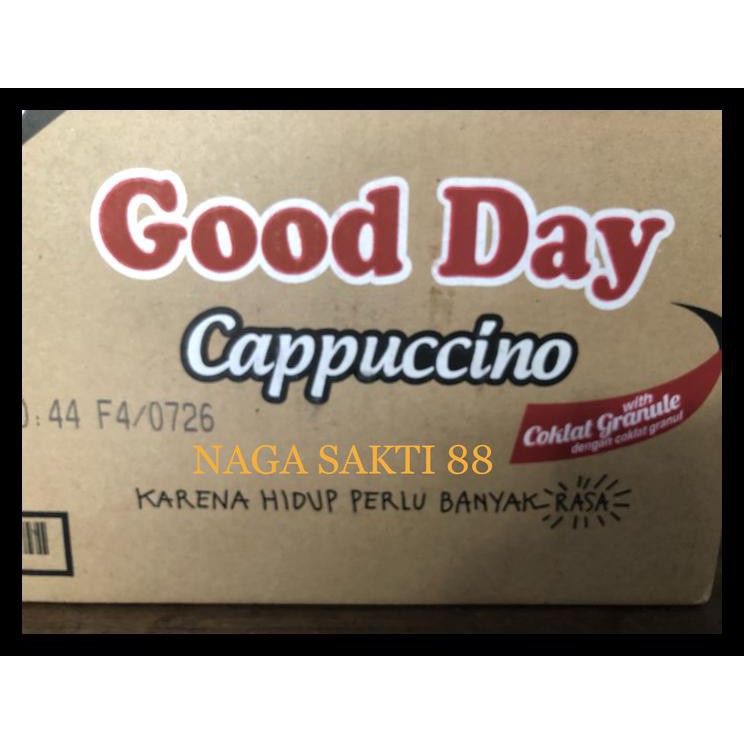 Good Day
Cappuccino
with
Coklat Granule
dengan coklat granul
:44 F4/0726
NAGA SAKTI 88
KARENA HIDUP PERLU BANYAK RASA